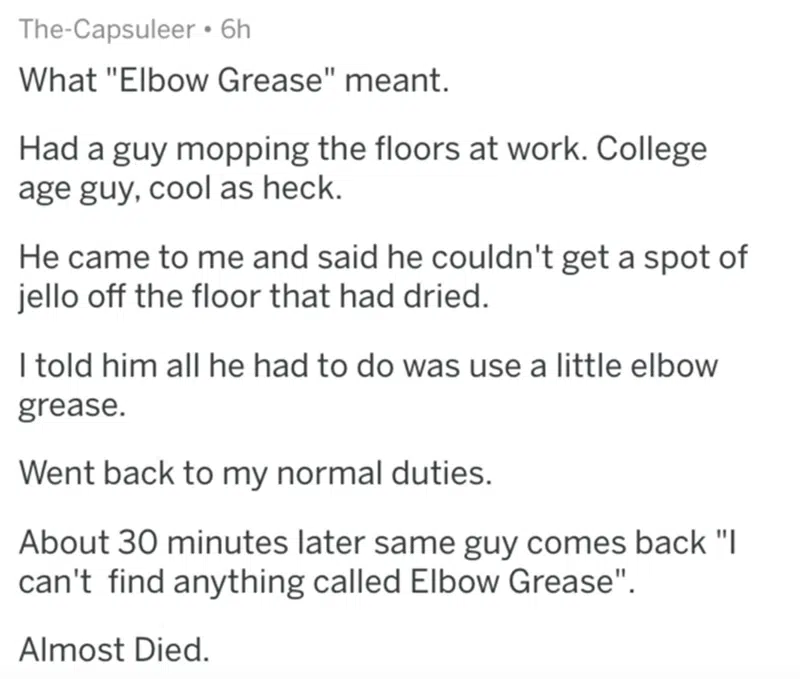 The-Capsuleer • 6h
What "Elbow Grease" meant.
Had a guy mopping the floors at work. College
age guy, cool as heck.
He came to me and said he couldn't get a spot of
jello off the floor that had dried.
I told him all he had to do was use a little elbow
grease.
Went back to my normal duties.
About 30 minutes later same guy comes back "I
can't find anything called Elbow Grease".
Almost Died.